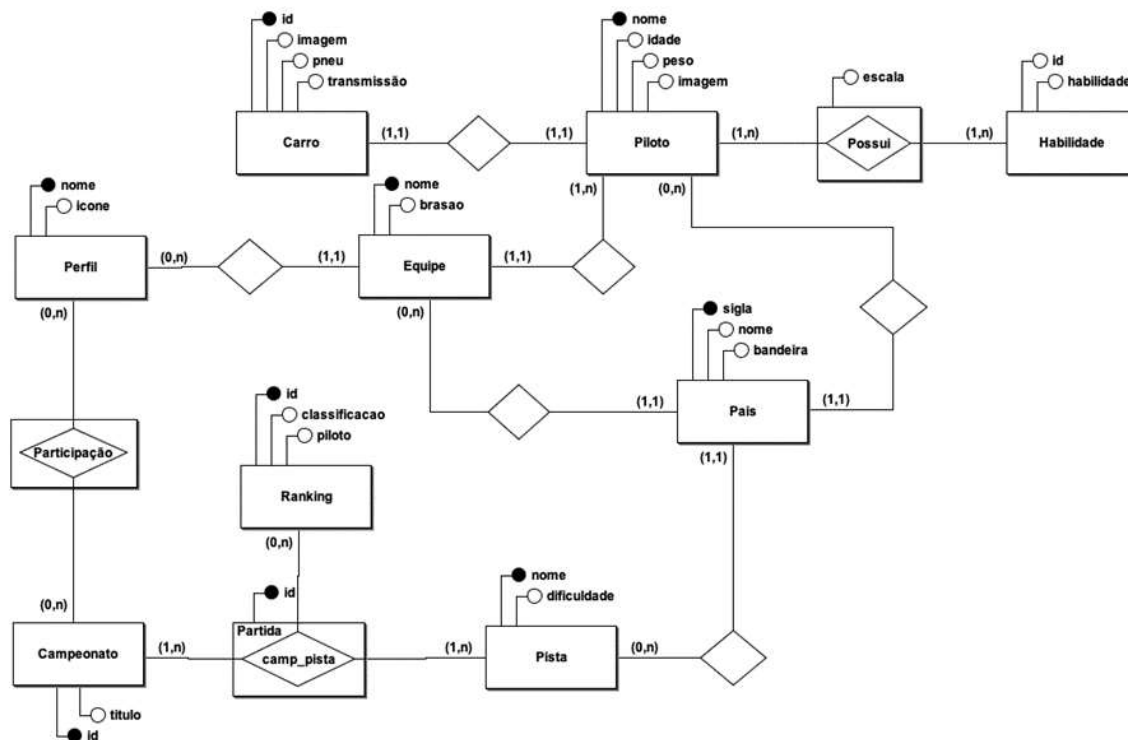 id
imagem
pneu
transmissão
Carro
(1,1)
(1,1)
nome
idade
peso
imagem
Piloto
(1,n)
(0,n)
(1,n)
escala
Possui
(1,n)
id
habilidade
Habilidade
nome
icone
Perfil
(0,n)
(0,n)
(1,1)
nome
brasao
Equipe
(1,1)
(0,n)
sigla
nome
bandeira
Pais
(1,1)
(1,1)
(1,1)
Participação
id
classificacao
piloto
Ranking
(0,n)
(0,n)
Campeonato
(1,n)
titulo
id
id
Partida
camp_pista
(1,n)
nome
dificuldade
Pista
(0,n)